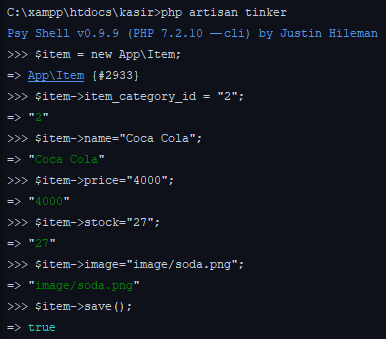 C:\xampp\htdocs\kasir>php artisan tinker
Psy Shell v0.9.9 (PHP 7.2.10 — cli) by Justin Hileman
>>> $item = new App\Item;
=> App\Item {#2933}
>>> $item->item_category_id = "2";
=> "2"
>>> $item->name="Coca Cola";
=> "Coca Cola"
>>> $item->price="4000";
=> "4000"
>>> $item->stock="27";
=> "27"
>>> $item->image="image/soda.png";
=> "image/soda.png"
>>> $item->save();
=> true